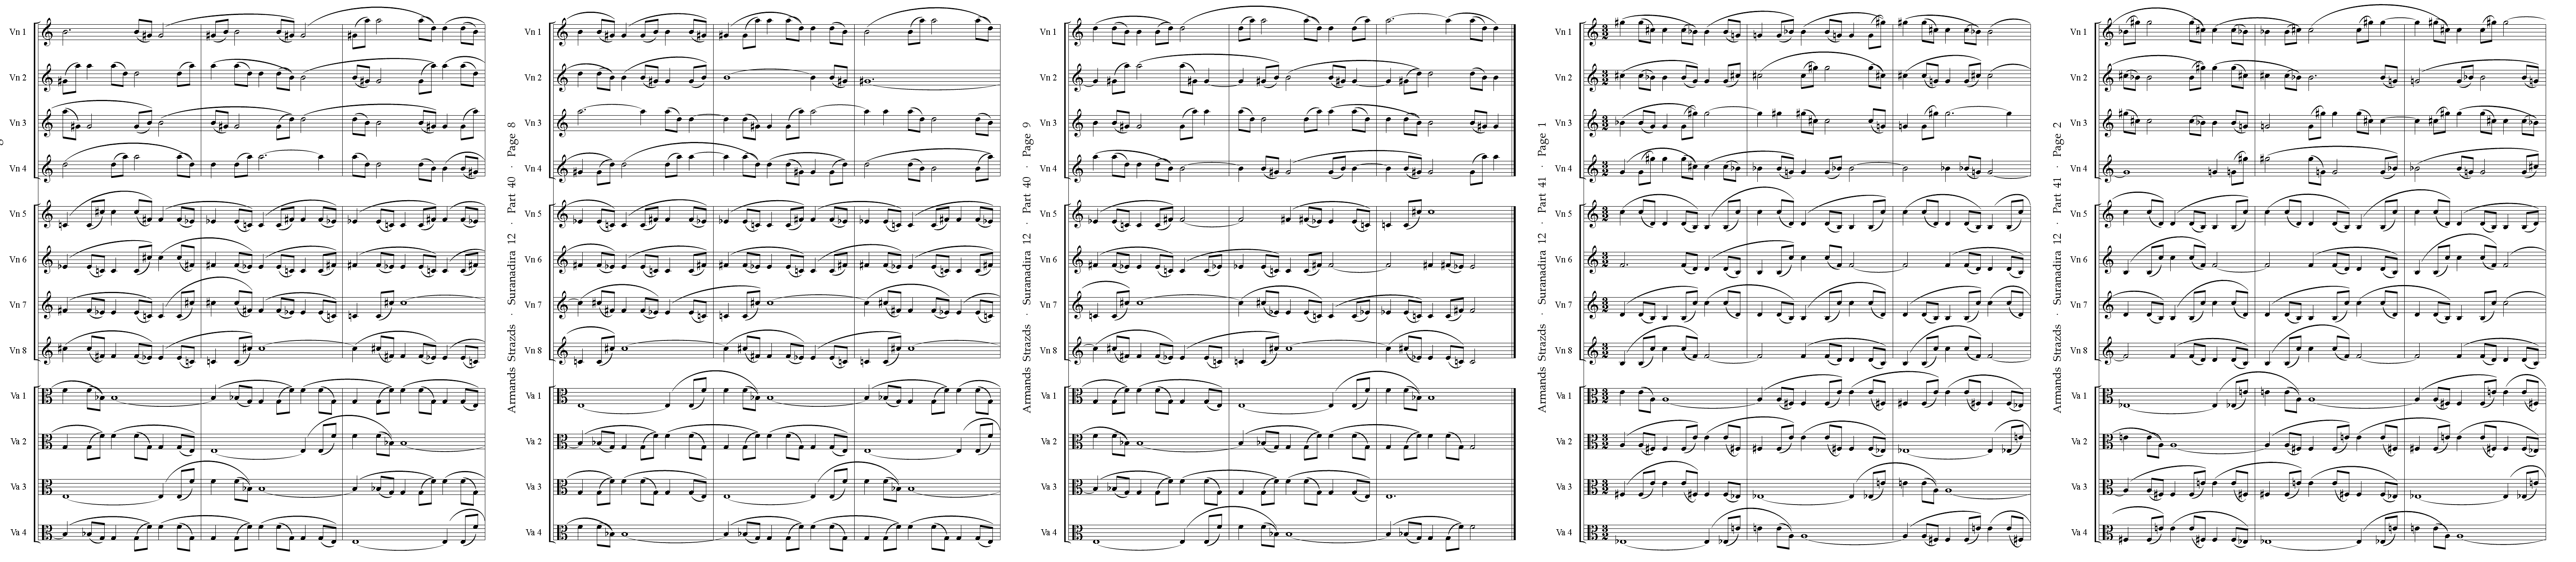 Vn 1
Vn 2
Vn 3
Vn 4
Vn 5
Vn 6
Vn 7
Vn 8
Va 1
Va 2
Va 3
Va 4
Armands Strazds · Suranadira 12 · Part 40 · Page 8
Vn 1
Vn 2
Vn 3
Vn 4
Vn 5
Vn 6
Vn 7
Vn 8
Va 1
Va 2
Va 3
Va 4
Armands Strazds · Suranadira 12 · Part 40 · Page 9
Vn 1
Vn 2
Vn 3
Vn 4
Vn 5
Vn 6
Vn 7
Vn 8
Va 1
Va 2
Va 3
Va 4
Armands Strazds · Suranadira 12 · Part 41 · Page 1
Vn 1
Vn 2
Vn 3
Vn 4
Vn 5
Vn 6
Vn 7
Vn 8
Va 1
Va 2
Va 3
Va 4
Armands Strazds · Suranadira 12 · Part 41 · Page 2
Vn 1
Vn 2
Vn 3
Vn 4
Vn 5
Vn 6
Vn 7
Vn 8
Va 1
Va 2
Va 3
Va 4